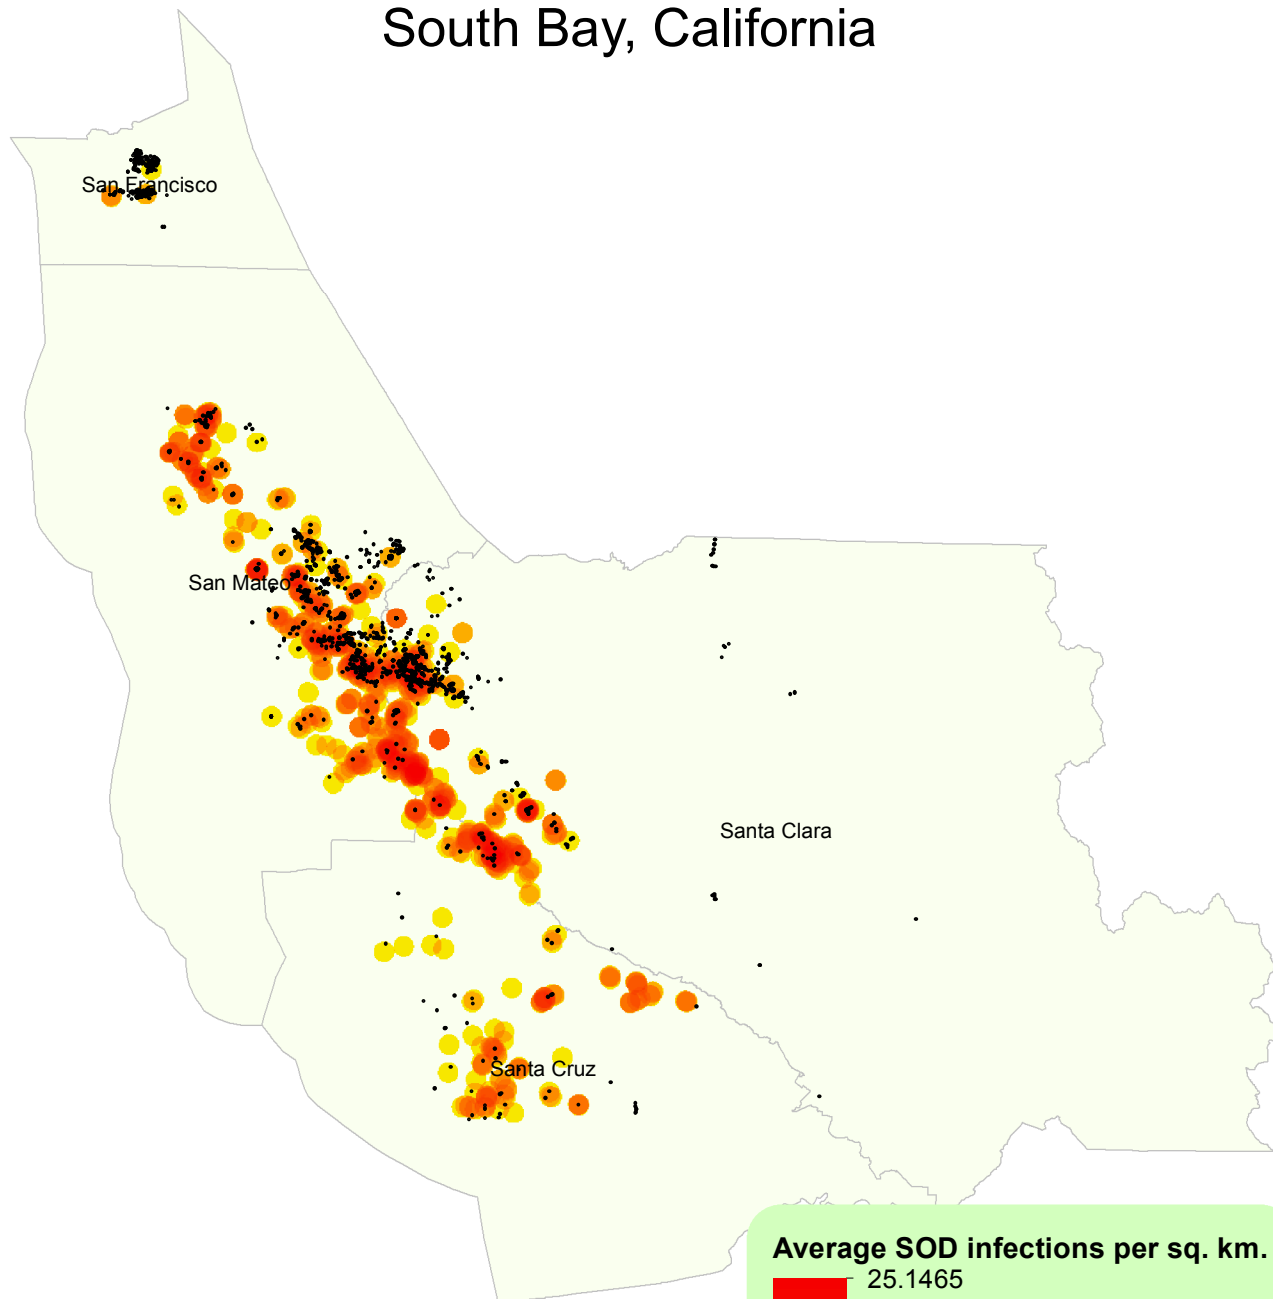 South Bay, California
San Francisco
San Mateo
Santa Clara
Santa Cruz
Average SOD infections per sq. km.
25.1465